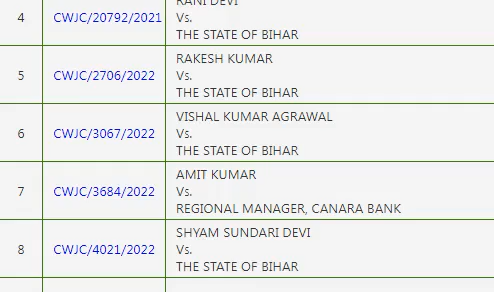 RANI DEVI
4 CWJC/20792/2021 Vs.
THE STATE OF BIHAR
RAKESH KUMAR
5 CWJC/2706/2022 Vs.
THE STATE OF BIHAR
VISHAL KUMAR AGRAWAL
6 CWJC/3067/2022 Vs.
THE STATE OF BIHAR
AMIT KUMAR
7 CWJC/3684/2022 Vs.
REGIONAL MANAGER, CANARA BANK
SHYAM SUNDARI DEVI
8 CWJC/4021/2022 Vs.
THE STATE OF BIHAR